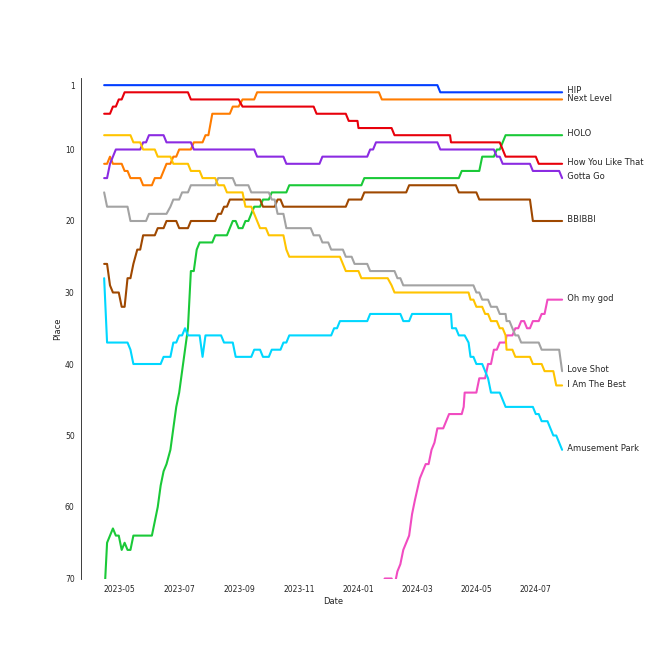 1
10
20
30
40
50
60
70
Place
HIP
Next Level
HOLO
How You Like That
Gotta Go
BBIBBI
Oh my god
Love Shot
I Am The Best
Amusement Park
2023-05
2023-07
2023-09
2023-11
2024-01
2024-03
2024-05
2024-07
Date